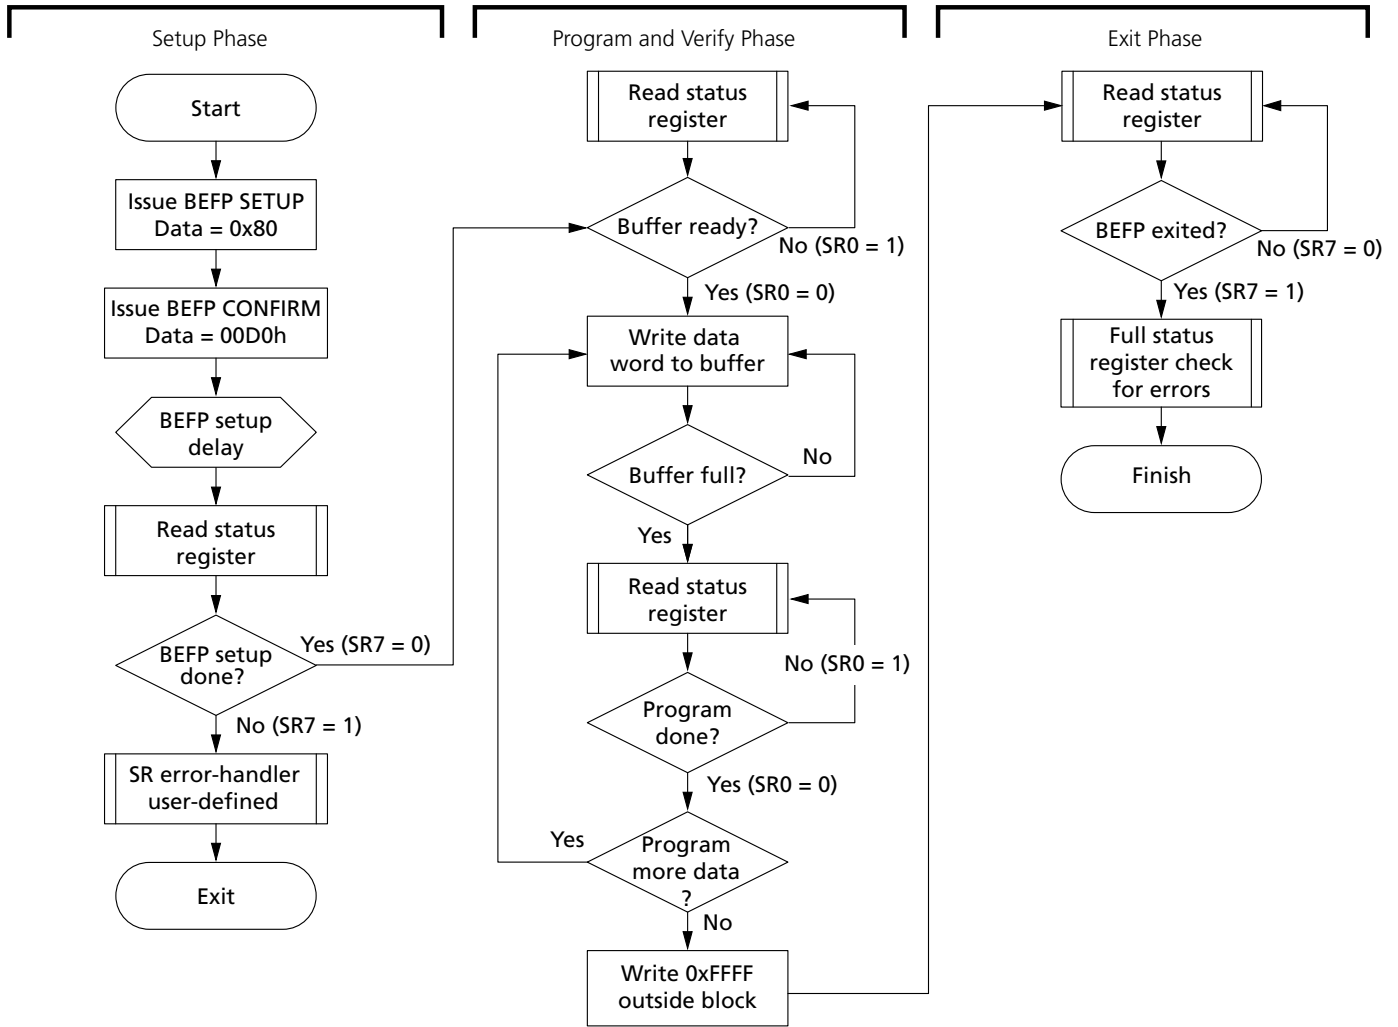 Setup Phase
Start
Issue BEFP SETUP
Data = 0x80
Issue BEFP CONFIRM
Data = 00D0h
BEFP setup
delay
Read status
register
BEFP setup
done?
Yes (SR7 = 0)
No (SR7 = 1)
SR error-handler
user-defined
Exit
Program and Verify Phase
Read status
register
Buffer ready?
No (SR0 = 1)
Yes (SR0 = 0)
Write data
word to buffer
Buffer full?
No
Yes
Read status
register
No (SR0 = 1)
Program
done?
Yes (SR0 = 0)
Yes
Program
more data
?
No
Write 0xFFFF
outside block
Exit Phase
Read status
register
BEFP exited?
No (SR7 = 0)
Yes (SR7 = 1)
Full status
register check
for errors
Finish